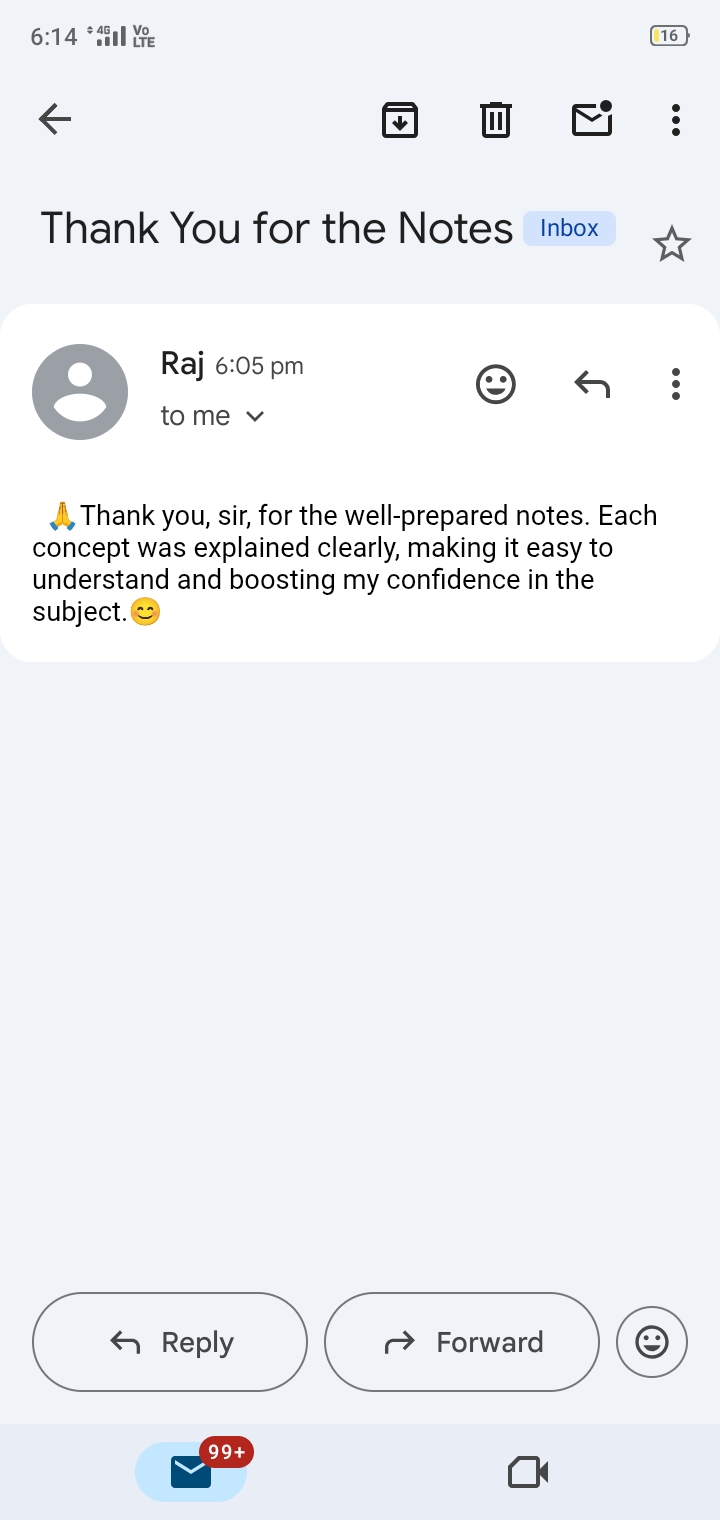 6:14 4G Vo LTE 16
Thank You for the Notes Inbox
Raj 6:05 pm
to me
🙏Thank you, sir, for the well-prepared notes. Each
concept was explained clearly, making it easy to
understand and boosting my confidence in the
subject.😊
Reply Forward
99+